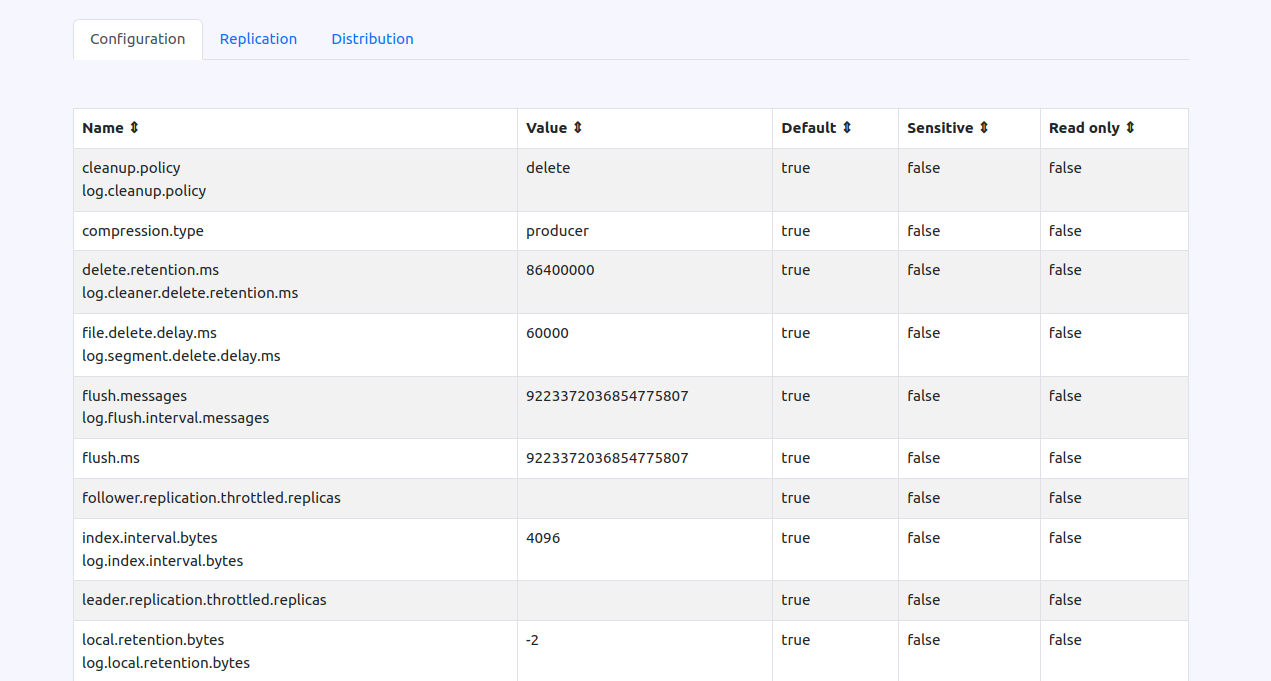 Configuration Replication Distribution
Name ⇕ Value ⇕ Default ⇕ Sensitive ⇕ Read only ⇕
cleanup.policy delete true false false
log.cleanup.policy
compression.type producer true false false
delete.retention.ms 86400000 true false false
log.cleaner.delete.retention.ms
file.delete.delay.ms 60000 true false false
log.segment.delete.delay.ms
flush.messages 9223372036854775807 true false false
log.flush.interval.messages
flush.ms 9223372036854775807 true false false
follower.replication.throttled.replicas true false false
index.interval.bytes 4096 true false false
log.index.interval.bytes
leader.replication.throttled.replicas true false false
local.retention.bytes -2 true false false
log.local.retention.bytes